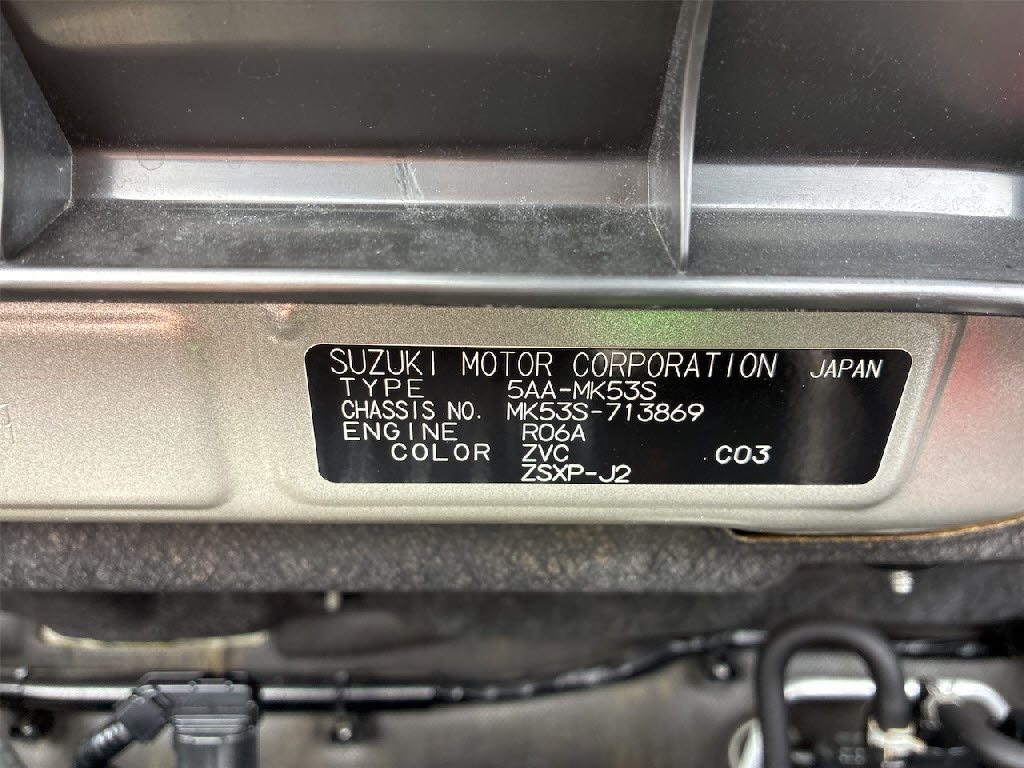 SUZUKI MOTOR CORPORATION JAPAN
TYPE 5AA-MK53S
CHASSIS NO. MK53S-713869
ENGINE R06A
COLOR ZVC C03
ZSXP-J2